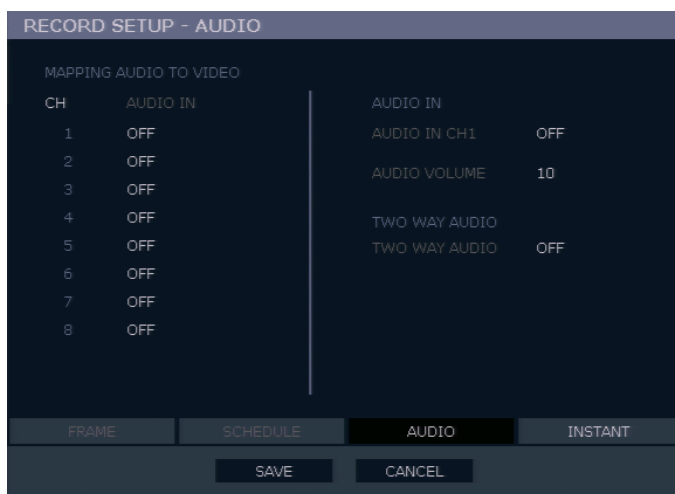 RECORD SETUP - AUDIO
MAPPING AUDIO TO VIDEO
CH AUDIO IN
1 OFF
2 OFF
3 OFF
4 OFF
5 OFF
6 OFF
7 OFF
8 OFF
AUDIO IN
AUDIO IN CH1 OFF
AUDIO VOLUME 10
TWO WAY AUDIO
TWO WAY AUDIO OFF
FRAME SCHEDULE AUDIO INSTANT
SAVE CANCEL